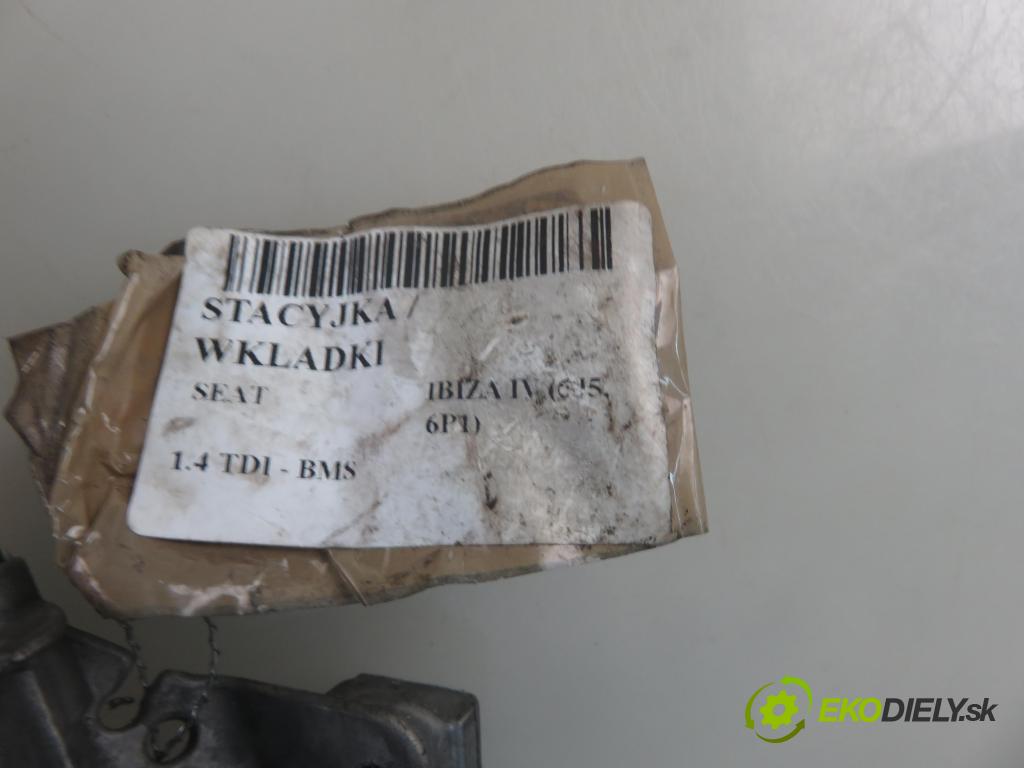 STACYJKA /
WKLADKI
SEAT IBIZA IV (6J5,
6P1)
1.4 TDI - BMS
EKODIELY.sk